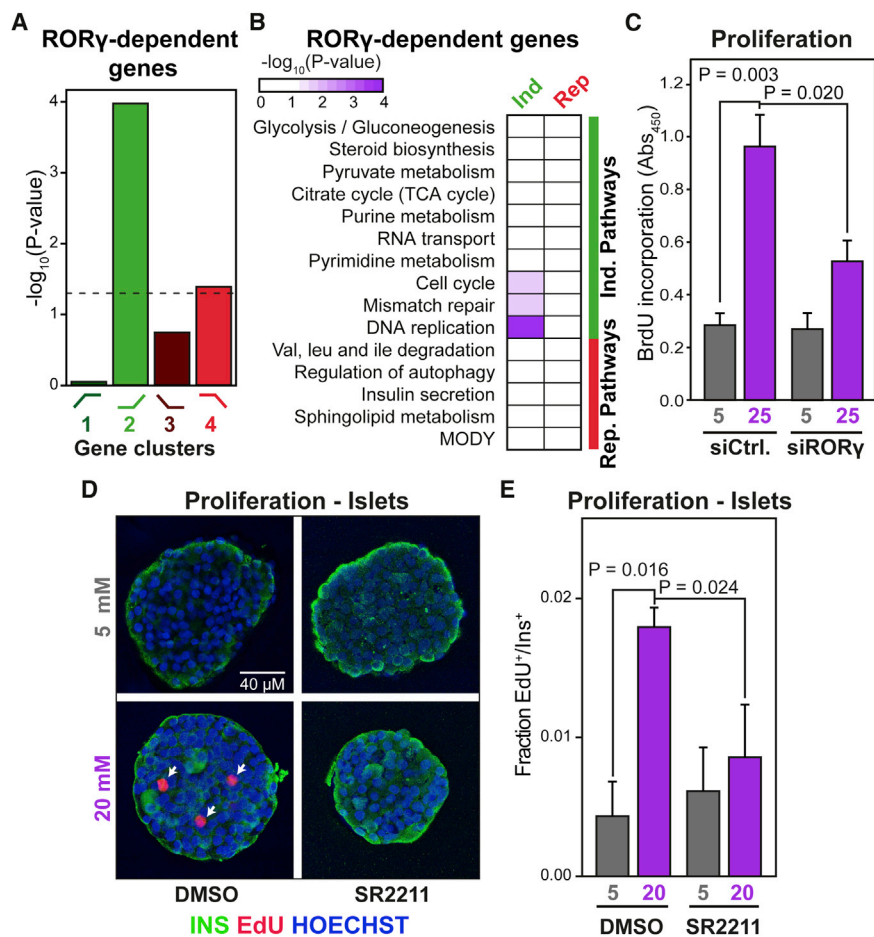 A
RORγ-dependent
genes
-log10(P-value)
4
3
2
1
0
1 2 3 4
Gene clusters
B
RORγ-dependent genes
-log10(P-value)
0 1 2 3 4
Ind Rep
Glycolysis / Gluconeogenesis
Steroid biosynthesis
Pyruvate metabolism
Citrate cycle (TCA cycle)
Purine metabolism
RNA transport
Pyrimidine metabolism
Cell cycle
Mismatch repair
DNA replication
Val, leu and ile degradation
Regulation of autophagy
Insulin secretion
Sphingolipid metabolism
MODY
Ind. Pathways
Rep. Pathways
C
Proliferation
BrdU incorporation (Abs450)
1.2
1.0
0.8
0.6
0.4
0.2
0.0
P = 0.003
P = 0.020
5 25 5 25
siCtrl. siRORγ
D
Proliferation - Islets
5 mM
40 µM
20 mM
DMSO SR2211
INS EdU HOECHST
E
Proliferation - Islets
Fraction EdU+/Ins+
0.02
0.01
0.00
P = 0.016
P = 0.024
5 20 5 20
DMSO SR2211